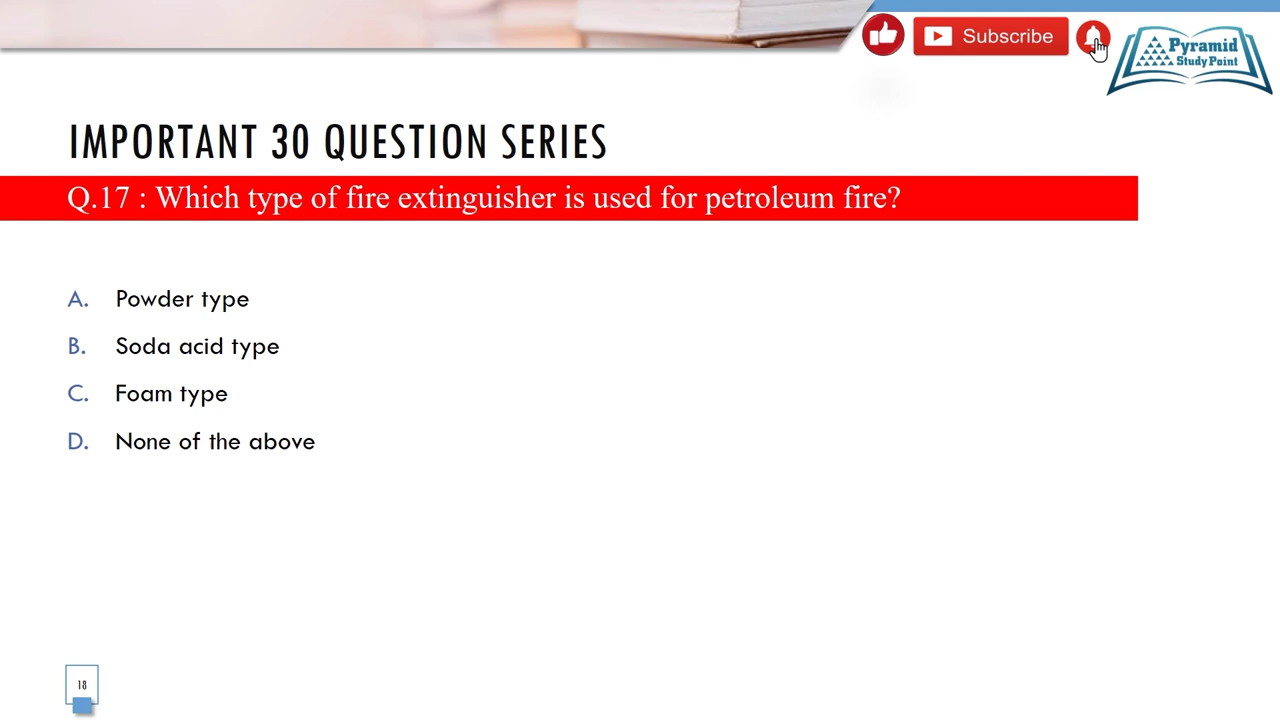 Subscribe
Pyramid
Study Point
IMPORTANT 30 QUESTION SERIES
Q.17 : Which type of fire extinguisher is used for petroleum fire?
A. Powder type
B. Soda acid type
C. Foam type
D. None of the above
18